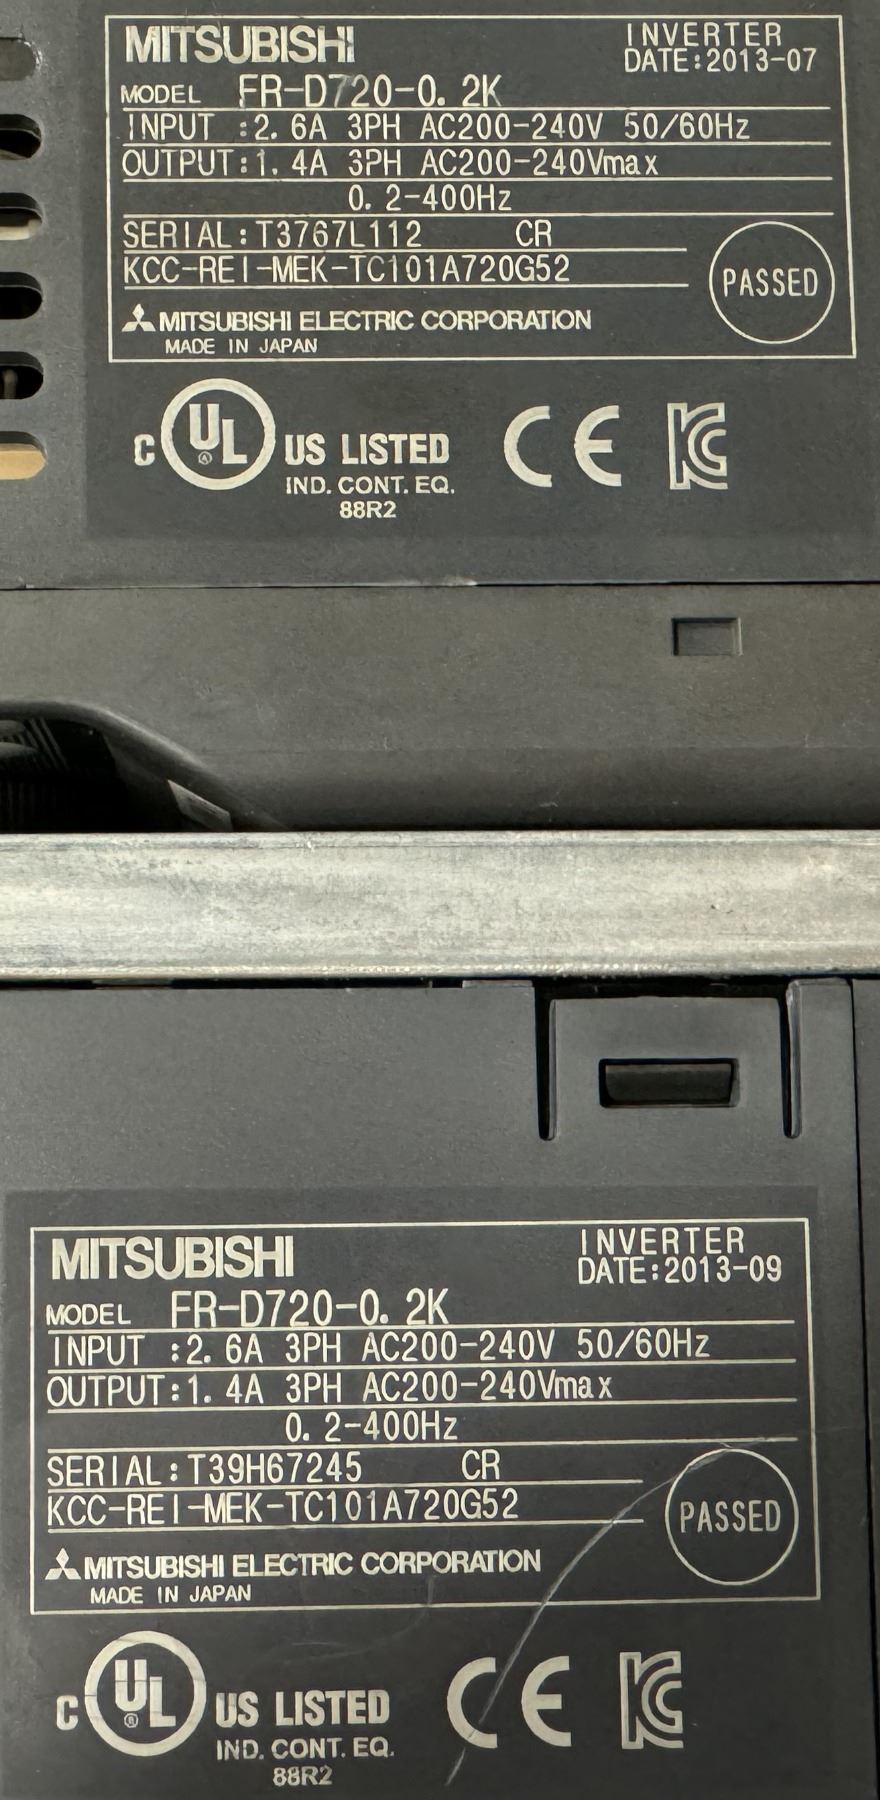 MITSUBISHI
INVERTER
DATE:2013-07
MODEL FR-D720-0.2K
INPUT :2.6A 3PH AC200-240V 50/60Hz
OUTPUT:1.4A 3PH AC200-240Vmax
0.2-400Hz
SERIAL:T3767L112 CR
KCC-REI-MEK-TC101A720G52
PASSED
MITSUBISHI ELECTRIC CORPORATION
MADE IN JAPAN
C UL US LISTED
IND. CONT. EQ.
88R2
CE KC
MITSUBISHI
INVERTER
DATE:2013-09
MODEL FR-D720-0.2K
INPUT :2.6A 3PH AC200-240V 50/60Hz
OUTPUT:1.4A 3PH AC200-240Vmax
0.2-400Hz
SERIAL:T39H67245 CR
KCC-REI-MEK-TC101A720G52
PASSED
MITSUBISHI ELECTRIC CORPORATION
MADE IN JAPAN
C UL US LISTED
IND. CONT. EQ.
88R2
CE KC